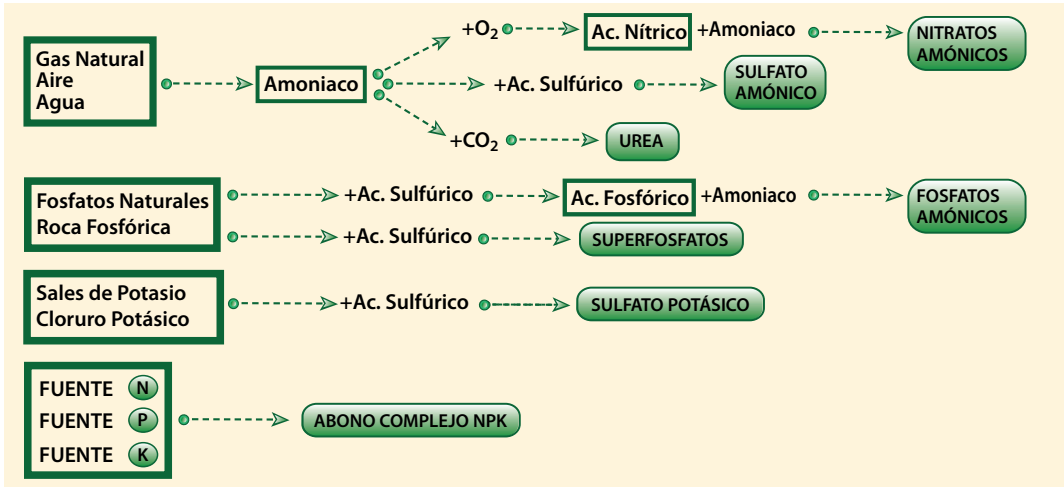 Gas Natural
Aire
Agua
Amoniaco
+O₂
Ac. Nítrico
+Amoniaco
NITRATOS
AMÓNICOS
+Ac. Sulfúrico
SULFATO
AMÓNICO
+CO₂
UREA
Fosfatos Naturales
Roca Fosfórica
+Ac. Sulfúrico
Ac. Fosfórico
+Amoniaco
FOSFATOS
AMÓNICOS
+Ac. Sulfúrico
SUPERFOSFATOS
Sales de Potasio
Cloruro Potásico
+Ac. Sulfúrico
SULFATO POTÁSICO
FUENTE N
FUENTE P
FUENTE K
ABONO COMPLEJO NPK